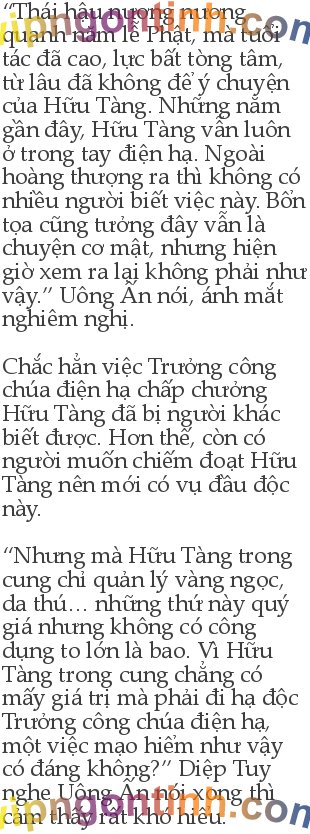 “Thái hậu nương nương
quanh năm lễ Phật, mà tuổi
tác đã cao, lực bất tòng tâm,
từ lâu đã không để ý chuyện
của Hữu Tàng. Những năm
gần đây, Hữu Tàng vẫn luôn
ở trong tay điện hạ. Ngoài
hoàng thượng ra thì không có
nhiều người biết việc này. Bổn
tọa cũng tưởng đây vẫn là
chuyện cơ mật, nhưng hiện
giờ xem ra lại không phải như
vậy.” Uông Ấn nói, ánh mắt
nghiêm nghị.
Chắc hẳn việc Trưởng công
chúa điện hạ chấp chưởng
Hữu Tàng đã bị người khác
biết được. Hơn thế, còn có
người muốn chiếm đoạt Hữu
Tàng nên mới có vụ đầu độc
này.
“Nhưng mà Hữu Tàng trong
cung chỉ quản lý vàng ngọc,
da thú… những thứ này quý
giá nhưng không có công
dụng to lớn là bao. Vì Hữu
Tàng trong cung chẳng có
mấy giá trị mà phải đi hạ độc
Trưởng công chúa điện hạ,
một việc mạo hiểm như vậy
có đáng không?” Diệp Tuy
nghe Uông Ấn nói xong thì
cảm thấy rất khó hiểu.
vipngontinh.com
vipngontinh.com